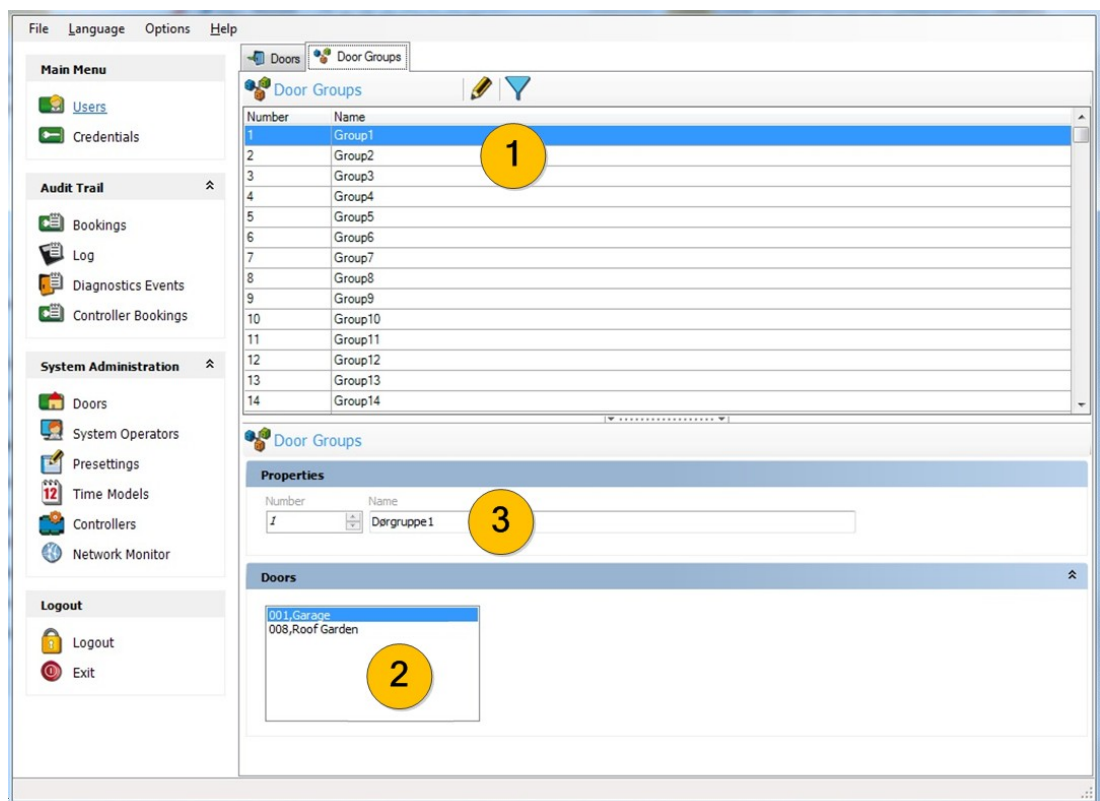 File Language Options Help
Main Menu
Users
Credentials
Audit Trail
Bookings
Log
Diagnostics Events
Controller Bookings
System Administration
Doors
System Operators
Presettings
12 Time Models
Controllers
Network Monitor
Logout
Logout
Exit
Doors Door Groups
Door Groups
Number Name
1 Group1
2 Group2
3 Group3
4 Group4
5 Group5
6 Group6
7 Group7
8 Group8
9 Group9
10 Group10
11 Group11
12 Group12
13 Group13
14 Group14
1
Door Groups
Properties
Number Name
1 Dørgruppe1
3
Doors
001,Garage
008,Roof Garden
2